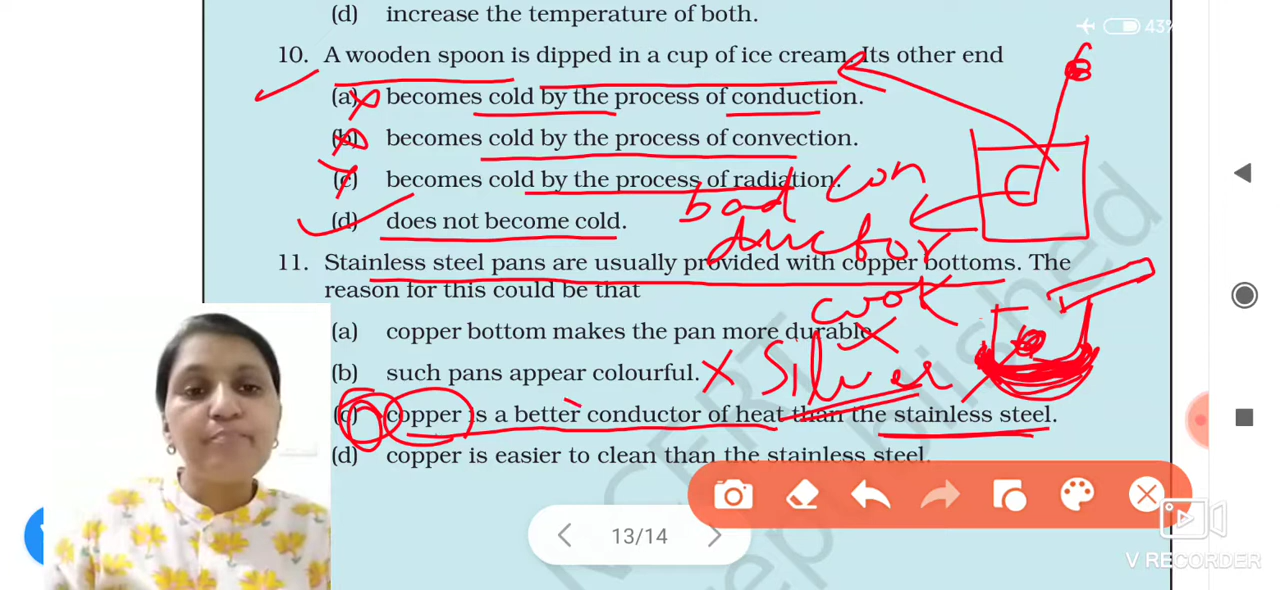 (d) increase the temperature of both.
43%
10. A wooden spoon is dipped in a cup of ice cream. Its other end
(a) becomes cold by the process of conduction.
(b) becomes cold by the process of convection.
(c) becomes cold by the process of radiation.
bad con
(d) does not become cold.
ductor
11. Stainless steel pans are usually provided with copper bottoms. The
reason for this could be that
cook
(a) copper bottom makes the pan more durable
(b) such pans appear colourful.
Silver
(c) copper is a better conductor of heat than the stainless steel.
(d) copper is easier to clean than the stainless steel.
13/14
V RECORDER